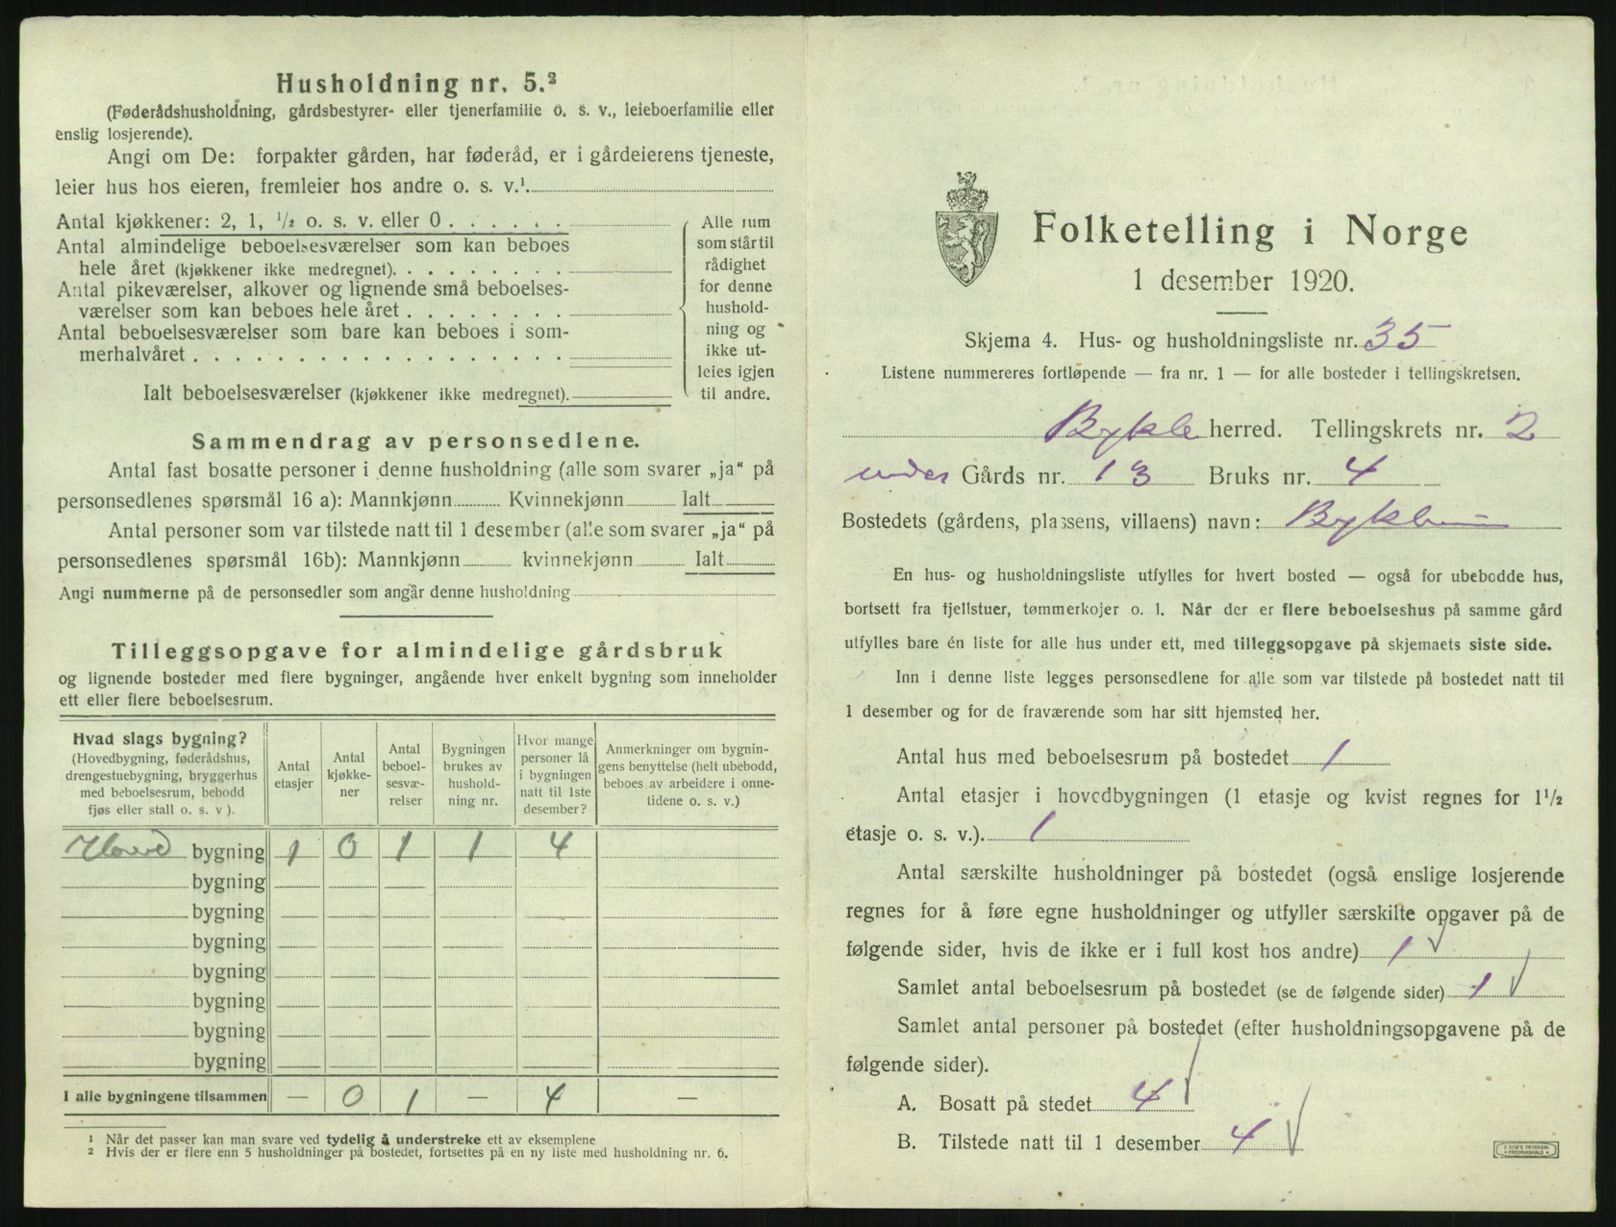 Husholdning nr. 5.²
(Føderådshusholdning, gårdsbestyrer- eller tjenerfamilie o. s. v., leieboerfamilie eller
enslig losjerende).
Angi om De: forpakter gården, har føderåd, er i gårdeierens tjeneste,
leier hus hos eieren, fremleier hos andre o. s. v.¹
Antal kjøkkener: 2, 1, ½ o. s. v. eller 0
Antal almindelige beboelsesværelser som kan beboes
hele året (kjøkkener ikke medregnet).
Antal pikeværelser, alkover og lignende små beboelses-
værelser som kan beboes hele året
Antal beboelsesværelser som bare kan beboes i som-
merhalvåret
Ialt beboelsesværelser (kjøkkener ikke medregnet).
Alle rum
som står til
rådighet
for denne
hushold-
ning og
ikke ut-
leies igjen
til andre.
Sammendrag av personsedlene.
Antal fast bosatte personer i denne husholdning (alle som svarer „ja“ på
personsedlenes spørsmål 16 a): Mannkjønn Kvinnekjønn Ialt
Antal personer som var tilstede natt til 1 desember (alle som svarer „ja“ på
personsedlenes spørsmål 16b): Mannkjønn kvinnekjønn Ialt
Angi nummerne på de personsedler som angår denne husholdning
Tilleggsopgave for almindelige gårdsbruk
og lignende bosteder med flere bygninger, angående hver enkelt bygning som inneholder
ett eller flere beboelsesrum.
Hvad slags bygning?
(Hovedbygning, føderådshus,
drengestuebygning, bryggerhus
med beboelsesrum, bebodd
fjøs eller stall o. s. v ).
Antal
etasjer
Antal
kjøkke-
ner
Antal
beboel-
sesvæ-
relser
Bygningen
brukes av
hushold-
ning nr.
Hvor mange
personer lå
i bygningen
natt til 1ste
desember?
Anmerkninger om bygnin-
gens benyttelse (helt ubebodd,
beboes av arbeidere i onne-
tidene o. s. v.)
Hoved bygning 1 0 1 1 4
bygning
bygning
bygning
bygning
bygning
bygning
bygning
I alle bygningene tilsammen — 0 1 — 4 —
¹ Når det passer kan man svare ved tydelig å understreke ett av eksemplene
² Hvis der er flere enn 5 husholdninger på bostedet, fortsettes på en ny liste med husholdning nr. 6.
Folketelling i Norge
1 desember 1920.
Skjema 4. Hus- og husholdningsliste nr. 35
Listene nummereres fortløpende — fra nr. 1 — for alle bosteder i tellingskretsen.
Bykle herred. Tellingskrets nr. 2
under Gårds nr. 13 Bruks nr. 4
Bostedets (gårdens, plassens, villaens) navn:
En hus- og husholdningsliste utfylles for hvert bosted — også for ubebodde hus,
bortsett fra fjellstuer, tømmerkojer o. l. Når der er flere beboelseshus på samme gård
utfylles bare én liste for alle hus under ett, med tilleggsopgave på skjemaets siste side.
Inn i denne liste legges personsedlene for alle som var tilstede på bostedet natt til
1 desember og for de fraværende som har sitt hjemsted her.
Antal hus med beboelsesrum på bostedet 1
Antal etasjer i hovedbygningen (1 etasje og kvist regnes for 1½
etasje o. s. v.). 1
Antal særskilte husholdninger på bostedet (også enslige losjerende
regnes for å føre egne husholdninger og utfyller særskilte opgaver på de
følgende sider, hvis de ikke er i full kost hos andre) 1
Samlet antal beboelsesrum på bostedet (se de følgende sider) 1
Samlet antal personer på bostedet (efter husholdningsopgavene på de
følgende sider).
A. Bosatt på stedet 4
B. Tilstede natt til 1 desember 4